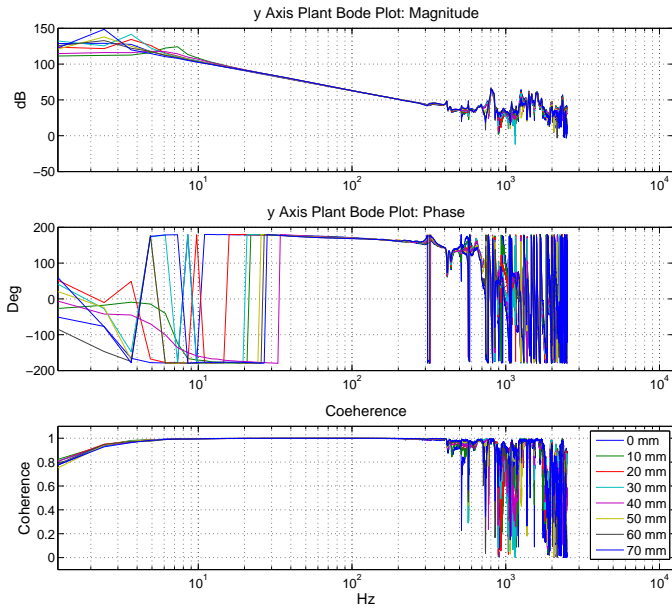 y Axis Plant Bode Plot: Magnitude
150
100
50
0
−50
dB
10^1
10^2
10^3
10^4
y Axis Plant Bode Plot: Phase
200
100
0
−100
−200
Deg
10^1
10^2
10^3
10^4
Coeherence
1
0.8
0.6
0.4
0.2
0
Coherence
10^1
10^2
10^3
10^4
Hz
0 mm
10 mm
20 mm
30 mm
40 mm
50 mm
60 mm
70 mm